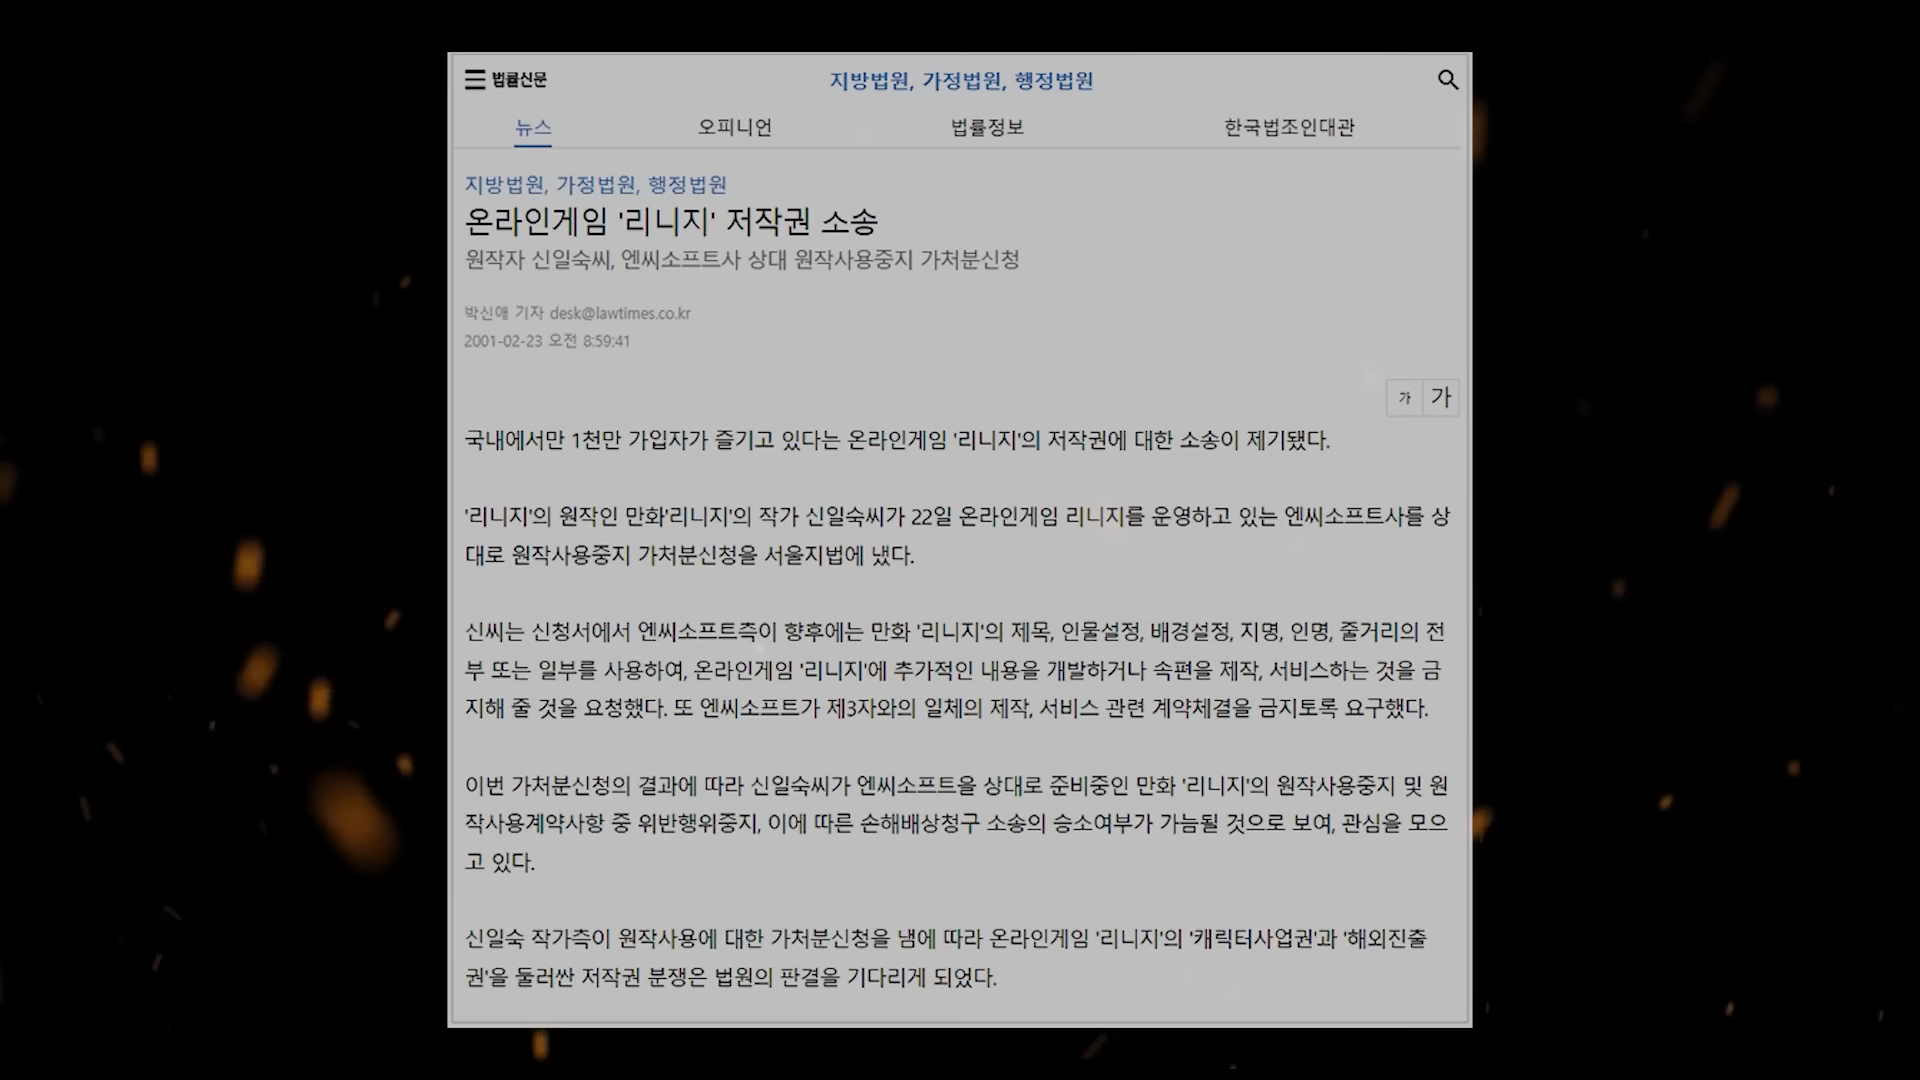 법률신문
지방법원, 가정법원, 행정법원
뉴스
오피니언
법률정보
한국법조인대관
지방법원, 가정법원, 행정법원
온라인게임 '리니지' 저작권 소송
원작자 신일숙씨, 엔씨소프트사 상대 원작사용중지 가처분신청
박신애 기자 desk@lawtimes.co.kr
2001-02-23 오전 8:59:41
가 가
국내에서만 1천만 가입자가 즐기고 있다는 온라인게임 '리니지'의 저작권에 대한 소송이 제기됐다.
'리니지'의 원작인 만화'리니지'의 작가 신일숙씨가 22일 온라인게임 리니지를 운영하고 있는 엔씨소프트사를 상
대로 원작사용중지 가처분신청을 서울지법에 냈다.
신씨는 신청서에서 엔씨소프트측이 향후에는 만화 '리니지'의 제목, 인물설정, 배경설정, 지명, 인명, 줄거리의 전
부 또는 일부를 사용하여, 온라인게임 '리니지'에 추가적인 내용을 개발하거나 속편을 제작, 서비스하는 것을 금
지해 줄 것을 요청했다. 또 엔씨소프트가 제3자와의 일체의 제작, 서비스 관련 계약체결을 금지토록 요구했다.
이번 가처분신청의 결과에 따라 신일숙씨가 엔씨소프트을 상대로 준비중인 만화 '리니지'의 원작사용중지 및 원
작사용계약사항 중 위반행위중지, 이에 따른 손해배상청구 소송의 승소여부가 가늠될 것으로 보여, 관심을 모으
고 있다.
신일숙 작가측이 원작사용에 대한 가처분신청을 냄에 따라 온라인게임 '리니지'의 '캐릭터사업권'과 '해외진출
권'을 둘러싼 저작권 분쟁은 법원의 판결을 기다리게 되었다.